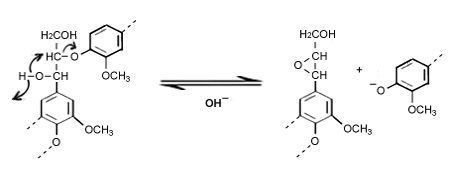 H₂COH
HC
O
H O CH
OCH₃
OCH₃
O
OH⁻
H₂COH
CH
O
CH
OCH₃
O
+
⁻O
OCH₃